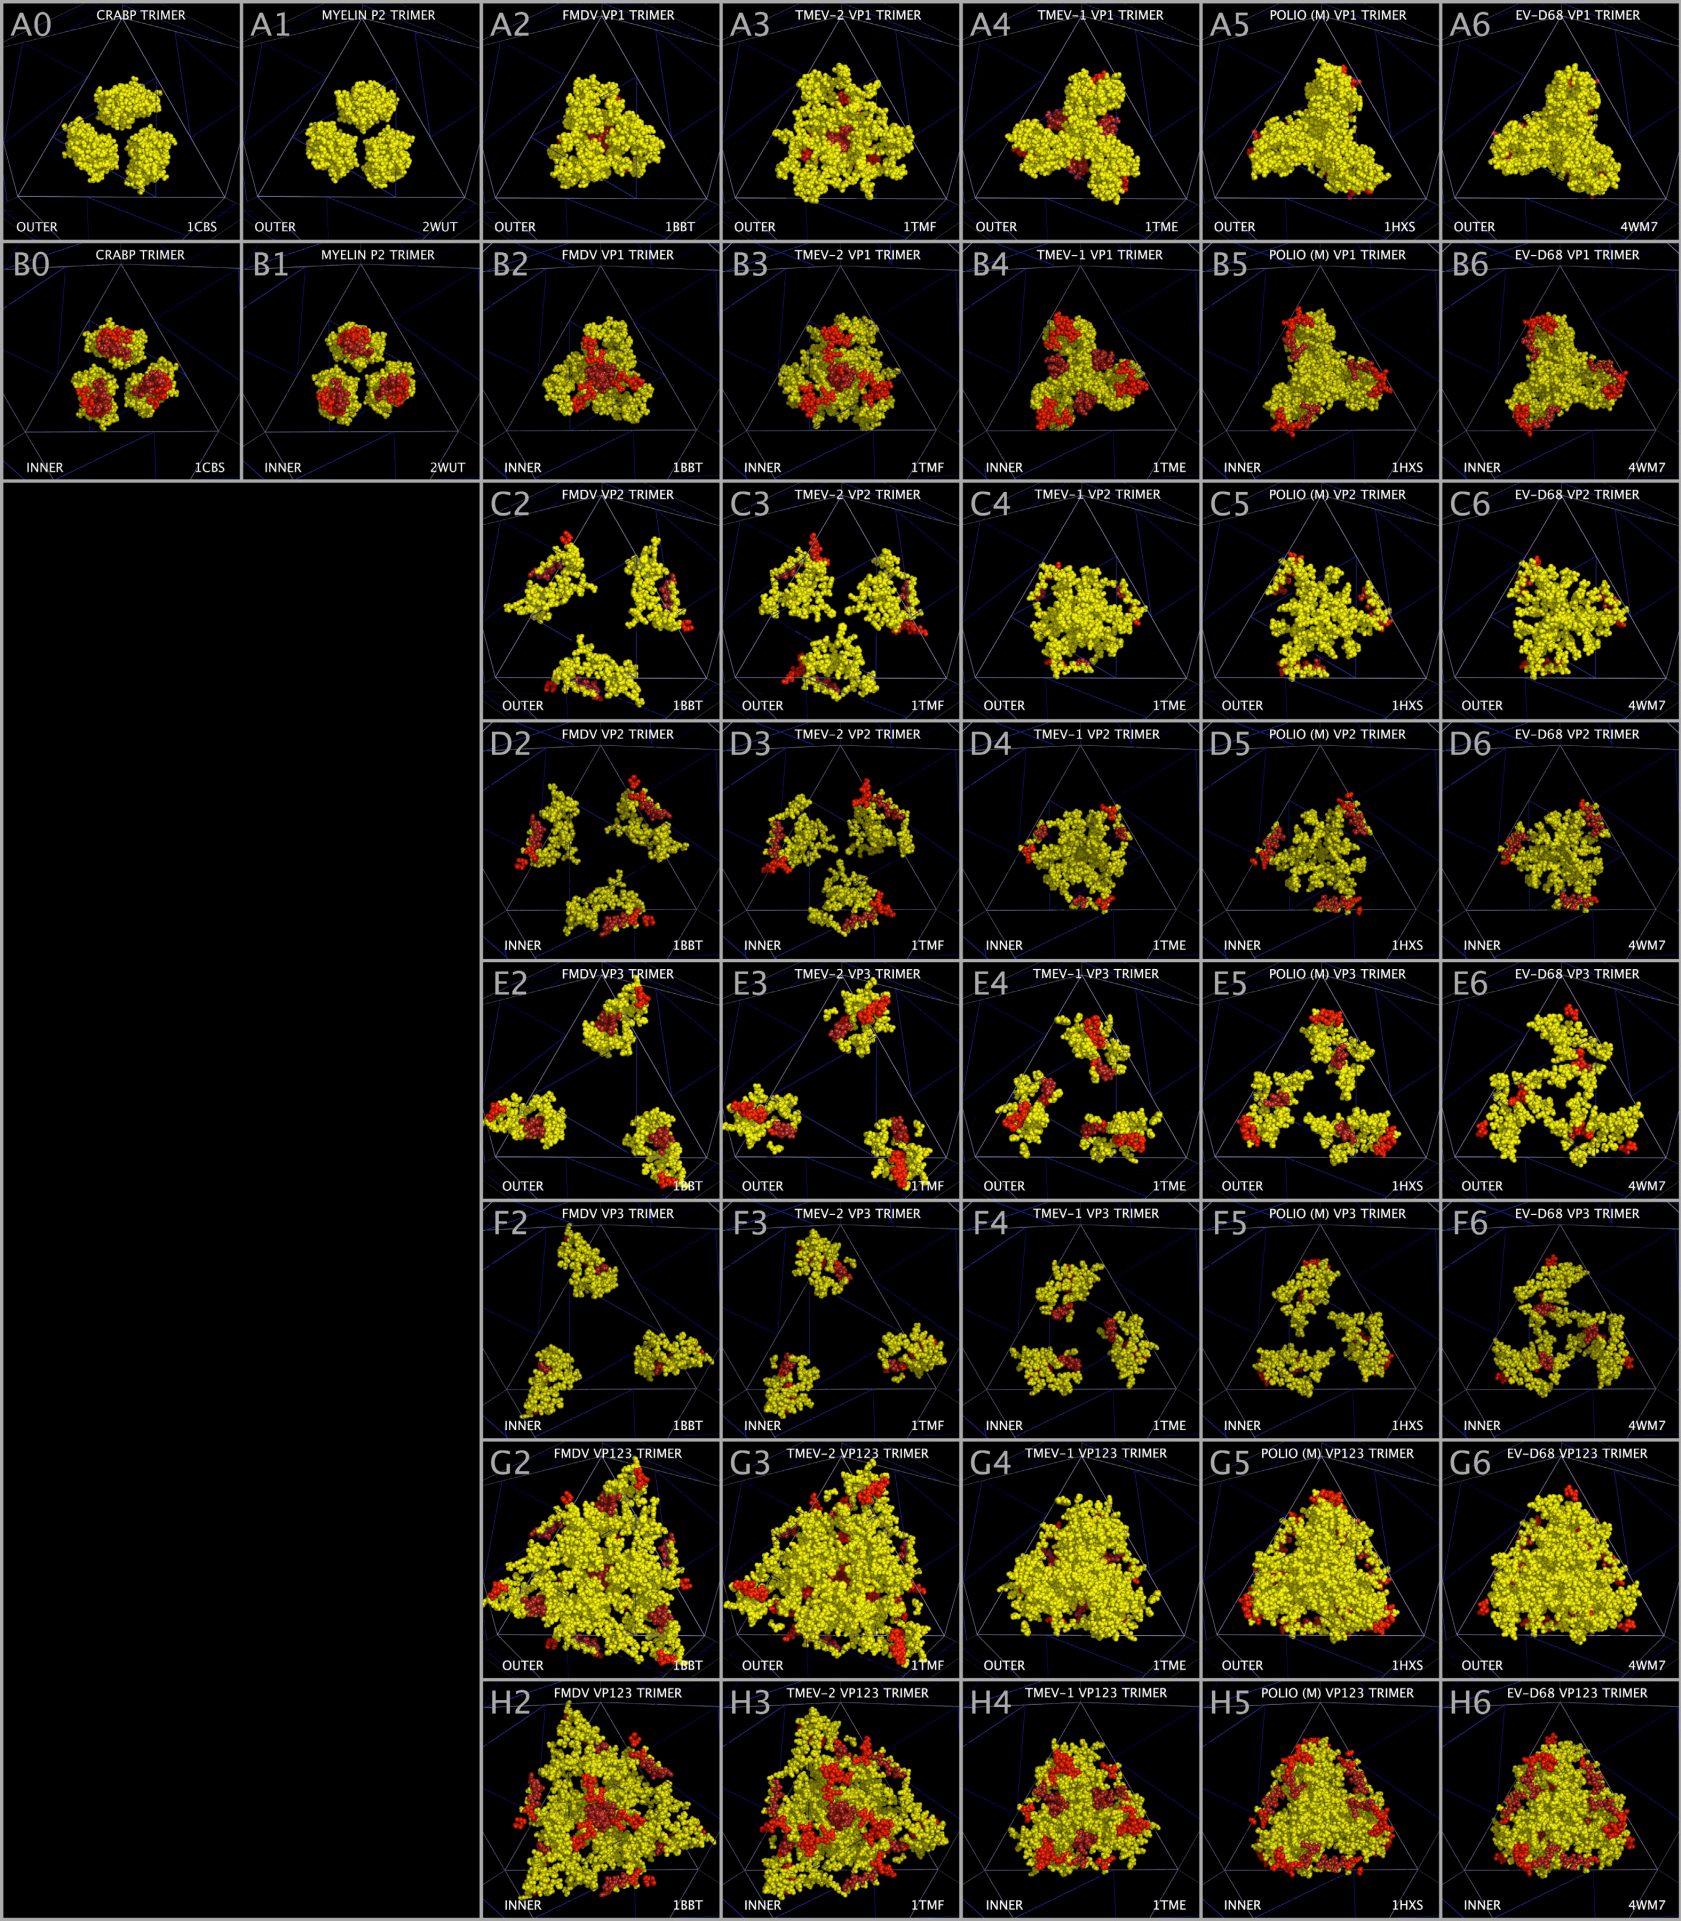 A0 CRABP TRIMER
OUTER 1CBS
A1 MYELIN P2 TRIMER
OUTER 2WUT
A2 FMDV VP1 TRIMER
OUTER 1BBT
A3 TMEV-2 VP1 TRIMER
OUTER 1TMF
A4 TMEV-1 VP1 TRIMER
OUTER 1TME
A5 POLIO (M) VP1 TRIMER
OUTER 1HXS
A6 EV-D68 VP1 TRIMER
OUTER 4WM7
B0 CRABP TRIMER
INNER 1CBS
B1 MYELIN P2 TRIMER
INNER 2WUT
B2 FMDV VP1 TRIMER
INNER 1BBT
B3 TMEV-2 VP1 TRIMER
INNER 1TMF
B4 TMEV-1 VP1 TRIMER
INNER 1TME
B5 POLIO (M) VP1 TRIMER
INNER 1HXS
B6 EV-D68 VP1 TRIMER
INNER 4WM7
C2 FMDV VP2 TRIMER
OUTER 1BBT
C3 TMEV-2 VP2 TRIMER
OUTER 1TMF
C4 TMEV-1 VP2 TRIMER
OUTER 1TME
C5 POLIO (M) VP2 TRIMER
OUTER 1HXS
C6 EV-D68 VP2 TRIMER
OUTER 4WM7
D2 FMDV VP2 TRIMER
INNER 1BBT
D3 TMEV-2 VP2 TRIMER
INNER 1TMF
D4 TMEV-1 VP2 TRIMER
INNER 1TME
D5 POLIO (M) VP2 TRIMER
INNER 1HXS
D6 EV-D68 VP2 TRIMER
INNER 4WM7
E2 FMDV VP3 TRIMER
OUTER 1BBT
E3 TMEV-2 VP3 TRIMER
OUTER 1TMF
E4 TMEV-1 VP3 TRIMER
OUTER 1TME
E5 POLIO (M) VP3 TRIMER
OUTER 1HXS
E6 EV-D68 VP3 TRIMER
OUTER 4WM7
F2 FMDV VP3 TRIMER
INNER 1BBT
F3 TMEV-2 VP3 TRIMER
INNER 1TMF
F4 TMEV-1 VP3 TRIMER
INNER 1TME
F5 POLIO (M) VP3 TRIMER
INNER 1HXS
F6 EV-D68 VP3 TRIMER
INNER 4WM7
G2 FMDV VP123 TRIMER
OUTER 1BBT
G3 TMEV-2 VP123 TRIMER
OUTER 1TMF
G4 TMEV-1 VP123 TRIMER
OUTER 1TME
G5 POLIO (M) VP123 TRIMER
OUTER 1HXS
G6 EV-D68 VP123 TRIMER
OUTER 4WM7
H2 FMDV VP123 TRIMER
INNER 1BBT
H3 TMEV-2 VP123 TRIMER
INNER 1TMF
H4 TMEV-1 VP123 TRIMER
INNER 1TME
H5 POLIO (M) VP123 TRIMER
INNER 1HXS
H6 EV-D68 VP123 TRIMER
INNER 4WM7